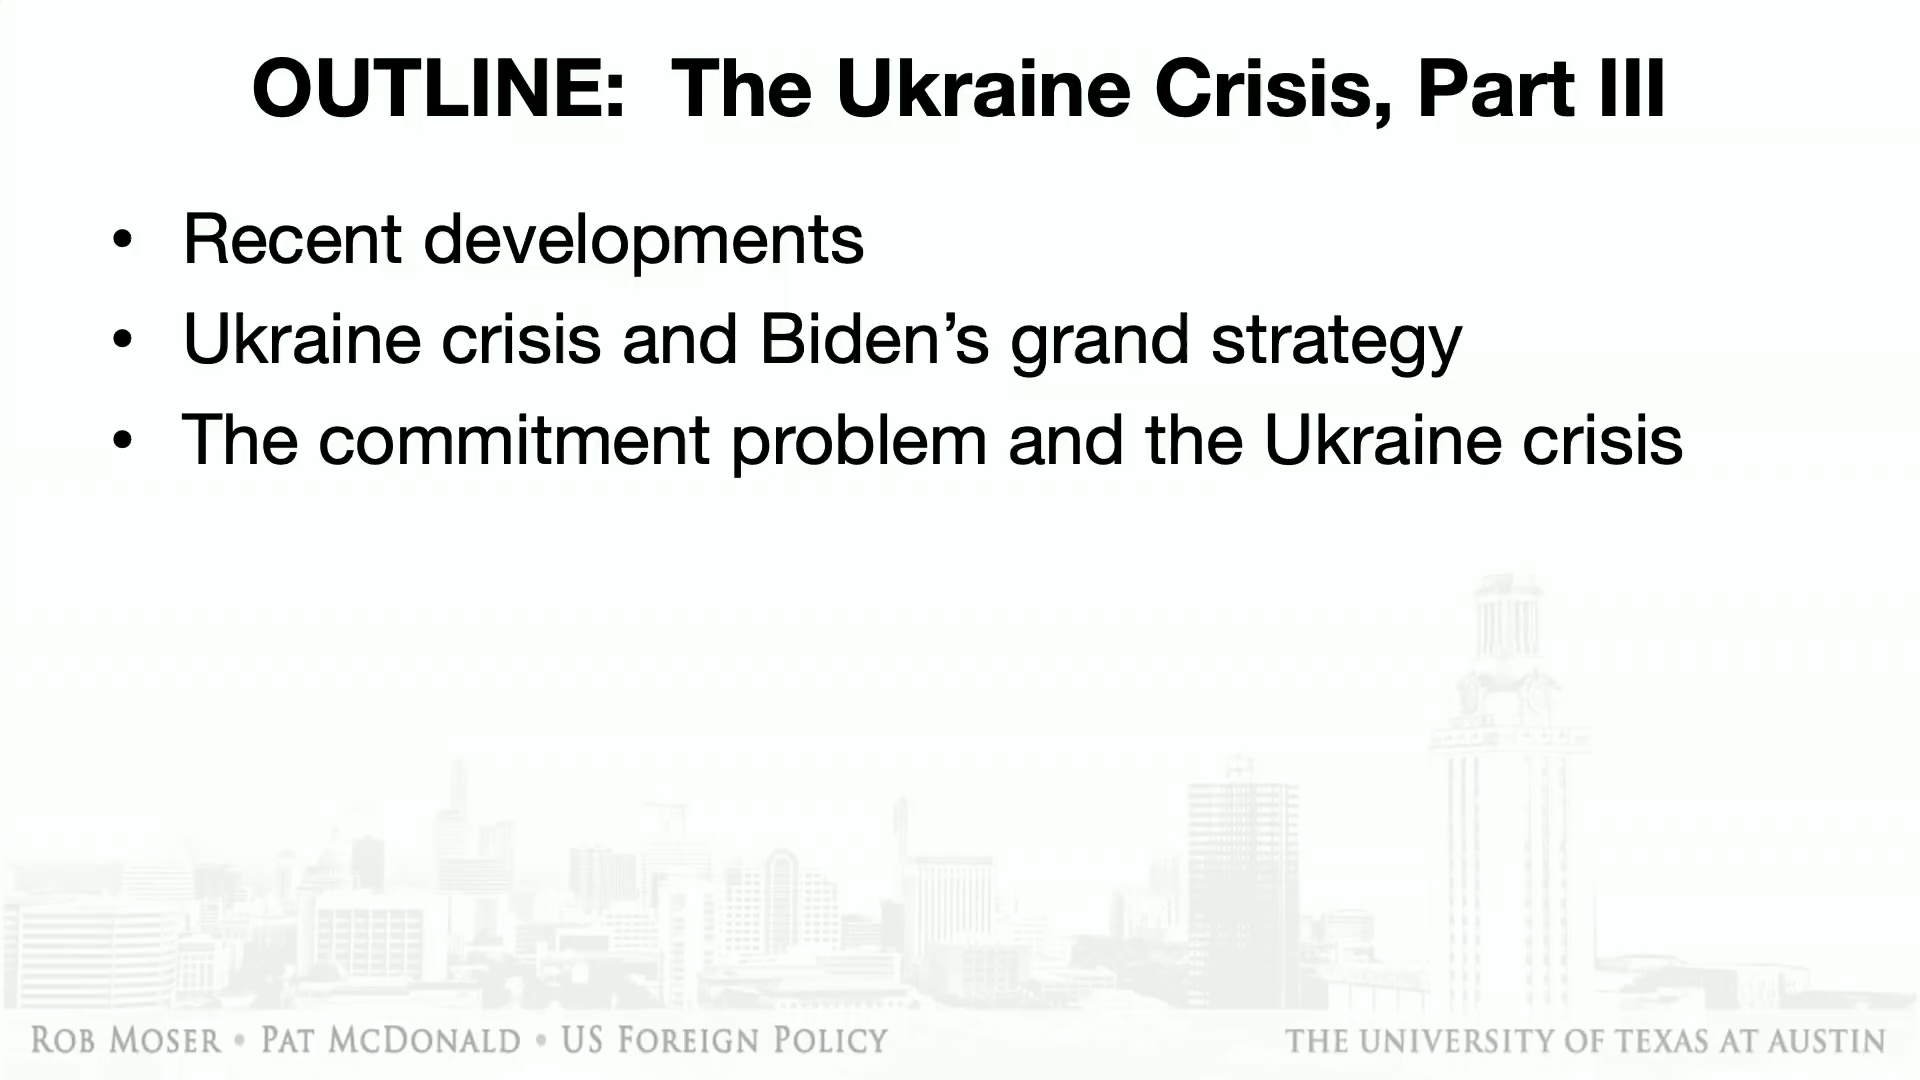 OUTLINE:  The Ukraine Crisis, Part III
• Recent developments
• Ukraine crisis and Biden’s grand strategy
• The commitment problem and the Ukraine crisis
ROB MOSER • PAT MCDONALD • US FOREIGN POLICY
THE UNIVERSITY OF TEXAS AT AUSTIN